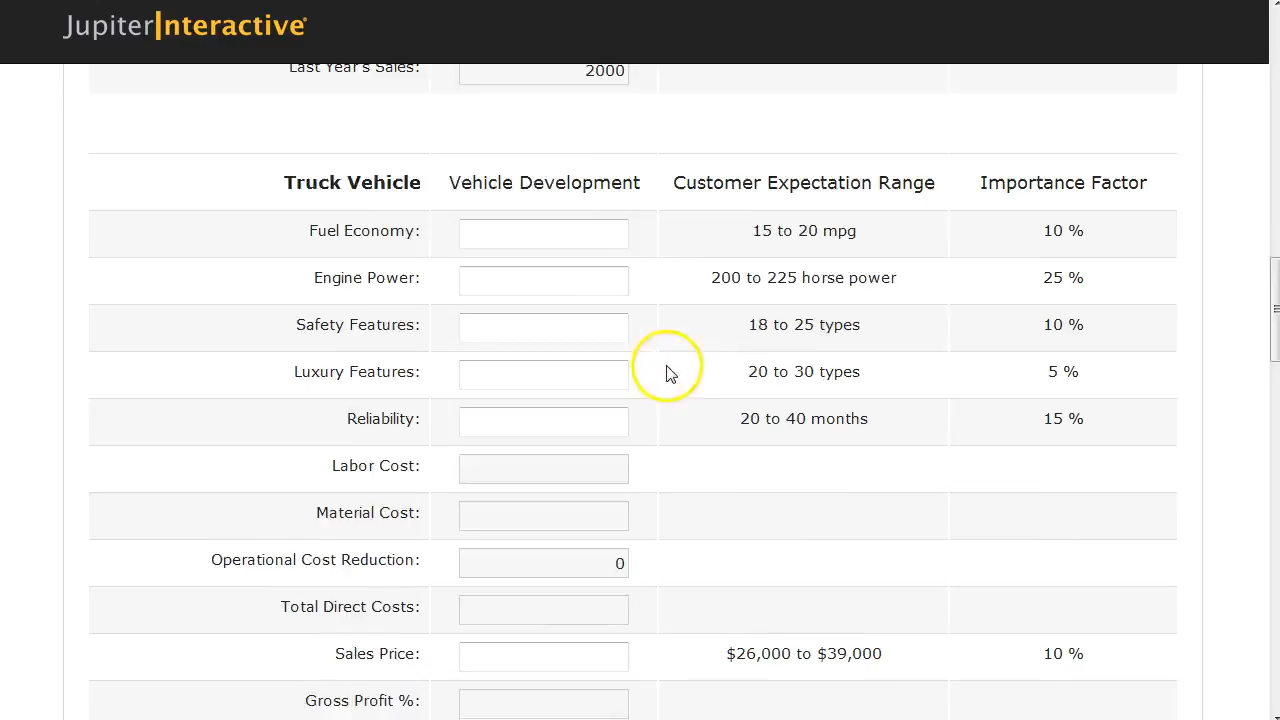 Jupiter Interactive
Last Year's Sales: 2000
Truck Vehicle Vehicle Development Customer Expectation Range Importance Factor
Fuel Economy: 15 to 20 mpg 10 %
Engine Power: 200 to 225 horse power 25 %
Safety Features: 18 to 25 types 10 %
Luxury Features: 20 to 30 types 5 %
Reliability: 20 to 40 months 15 %
Labor Cost:
Material Cost:
Operational Cost Reduction: 0
Total Direct Costs:
Sales Price: $26,000 to $39,000 10 %
Gross Profit %: